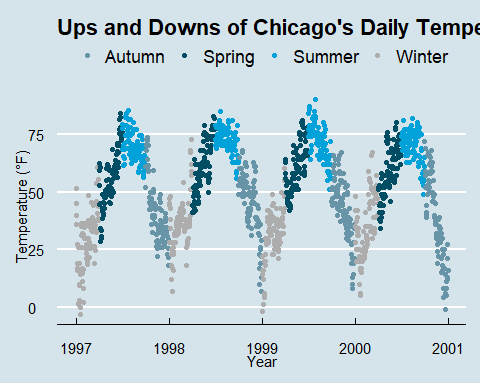 Ups and Downs of Chicago's Daily Tempe
Autumn Spring Summer Winter
75
50
25
0
Temperature (°F)
1997 1998 1999 2000 2001
Year